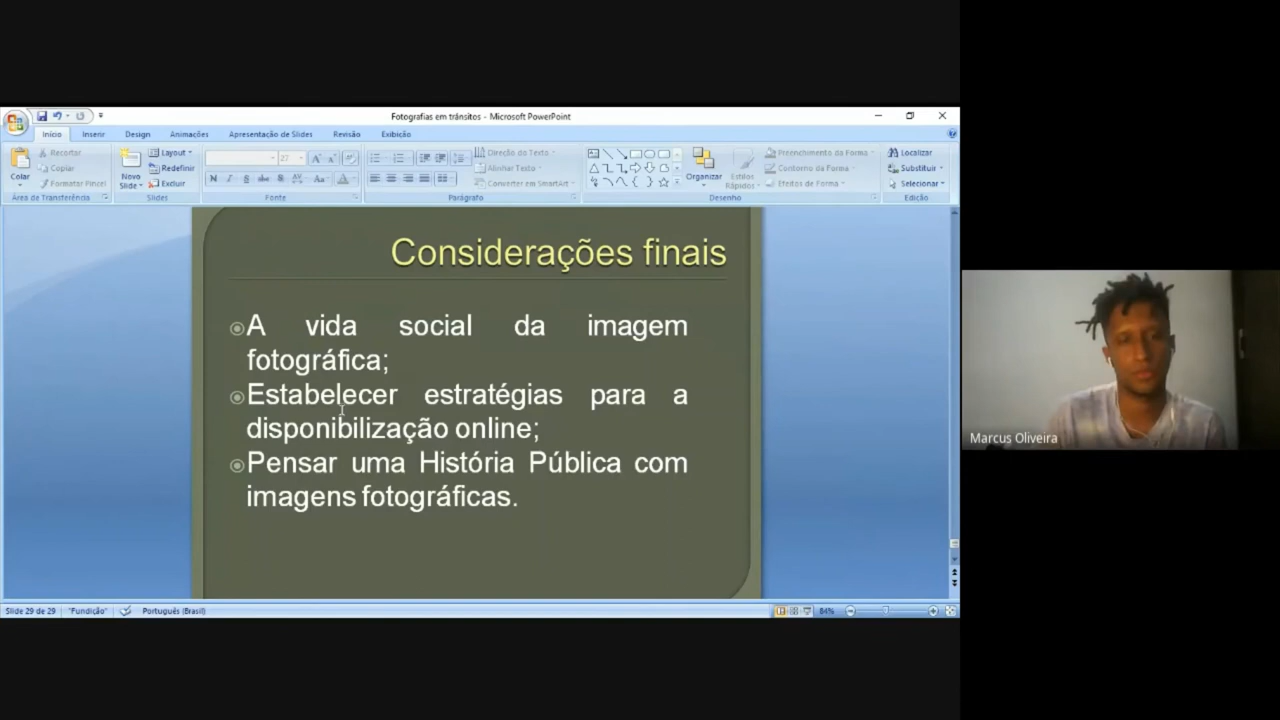 Fotografias em trânsitos - Microsoft PowerPoint
Início Inserir Design Animações Apresentação de Slides Revisão Exibição
Colar
Recortar
Copiar
Formatar Pincel
Área de Transferência
Novo
Slide
Layout
Redefinir
Excluir
Slides
27
N I S abc S AV Aa A
Fonte
Direção do Texto
Alinhar Texto
Converter em SmartArt
Parágrafo
Organizar
Estilos
Rápidos
Preenchimento da Forma
Contorno da Forma
Efeitos de Forma
Desenho
Localizar
Substituir
Selecionar
Edição
Considerações finais
A vida social da imagem
fotográfica;
Estabelecer estratégias para a
disponibilização online;
Pensar uma História Pública com
imagens fotográficas.
Marcus Oliveira
Slide 29 de 29 "Fundição" Português (Brasil) 84%